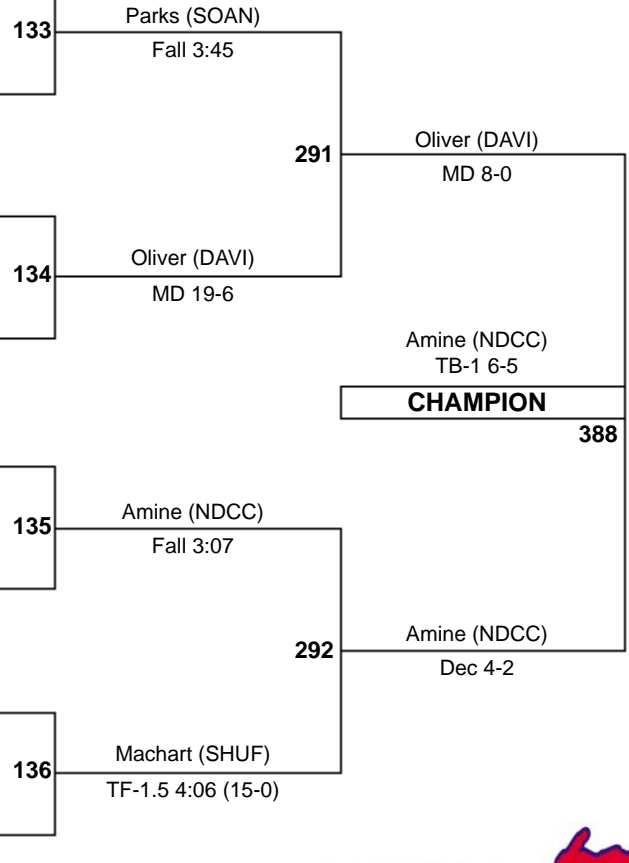 133
Parks (SOAN)
Fall 3:45
291
Oliver (DAVI)
MD 8-0
134
Oliver (DAVI)
MD 19-6
Amine (NDCC)
TB-1 6-5
CHAMPION
388
135
Amine (NDCC)
Fall 3:07
292
Amine (NDCC)
Dec 4-2
136
Machart (SHUF)
TF-1.5 4:06 (15-0)